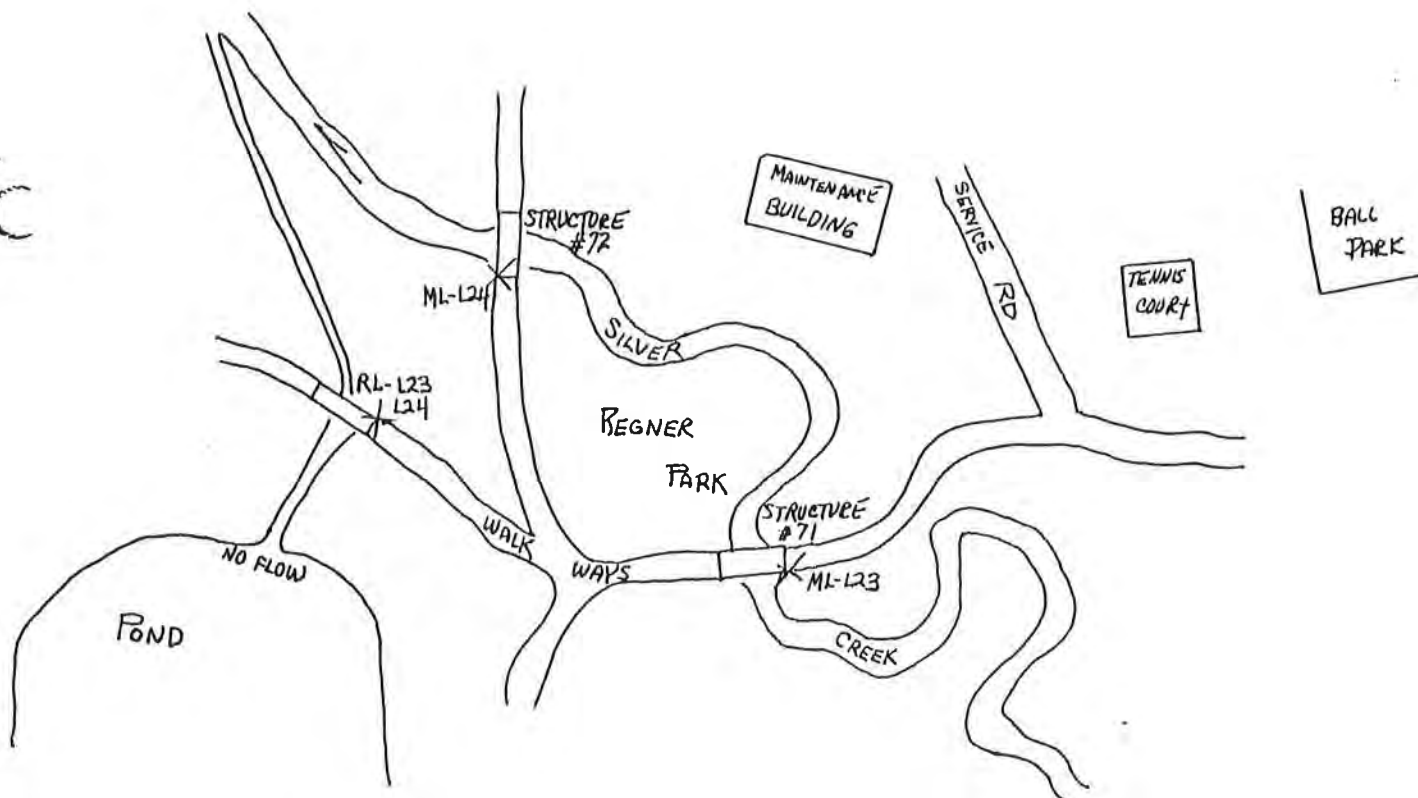 STRUCTURE
#72
ML-L24
MAINTENANCE
BUILDING
SERVICE RD
BALL
PARK
TENNIS
COURT
SILVER
RL-L23
L24
REGNER
PARK
STRUCTURE
#71
ML-L23
WALK WAYS
NO FLOW
POND
CREEK